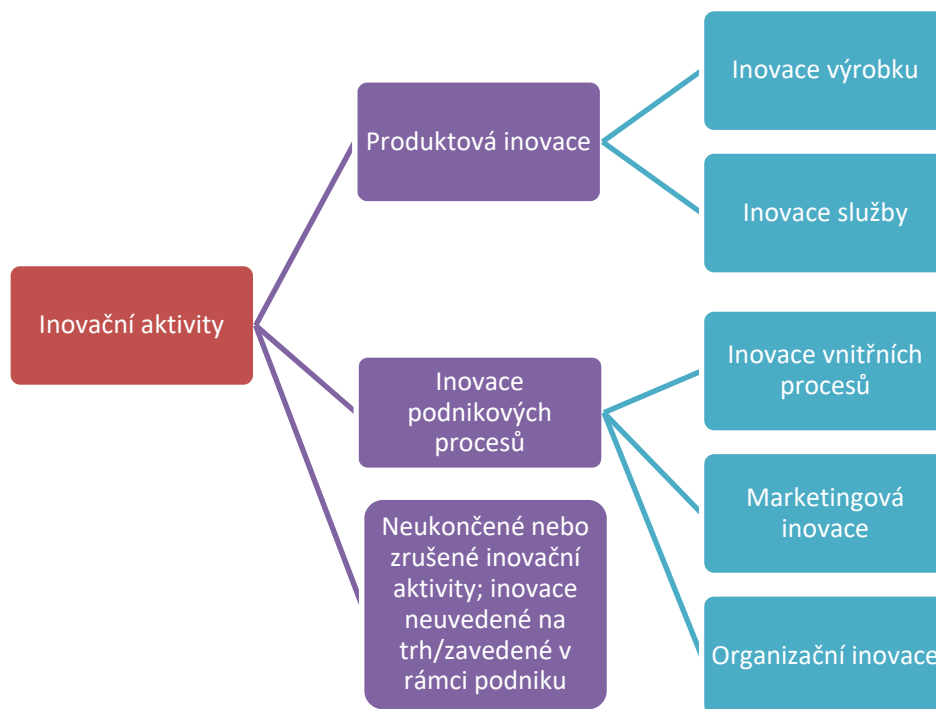 Inovační aktivity
Produktová inovace
Inovace výrobku
Inovace služby
Inovace
podnikových
procesů
Inovace vnitřních
procesů
Marketingová
inovace
Organizační inovace
Neukončené nebo
zrušené inovační
aktivity; inovace
neuvedené na
trh/zavedené v
rámci podniku